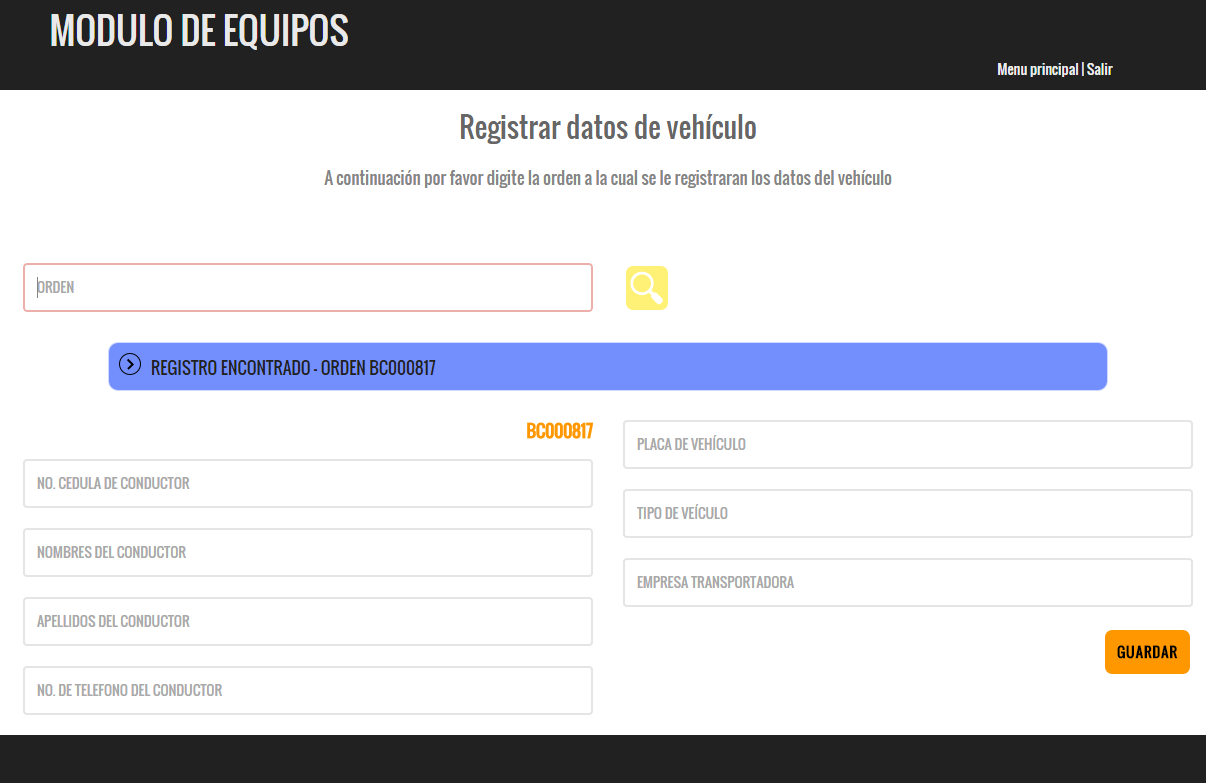 MODULO DE EQUIPOS
Menu principal | Salir
Registrar datos de vehículo
A continuación por favor digite la orden a la cual se le registraran los datos del vehículo
ORDEN
REGISTRO ENCONTRADO - ORDEN BC000817
BC000817
NO. CEDULA DE CONDUCTOR
NOMBRES DEL CONDUCTOR
APELLIDOS DEL CONDUCTOR
NO. DE TELEFONO DEL CONDUCTOR
PLACA DE VEHÍCULO
TIPO DE VEÍCULO
EMPRESA TRANSPORTADORA
GUARDAR